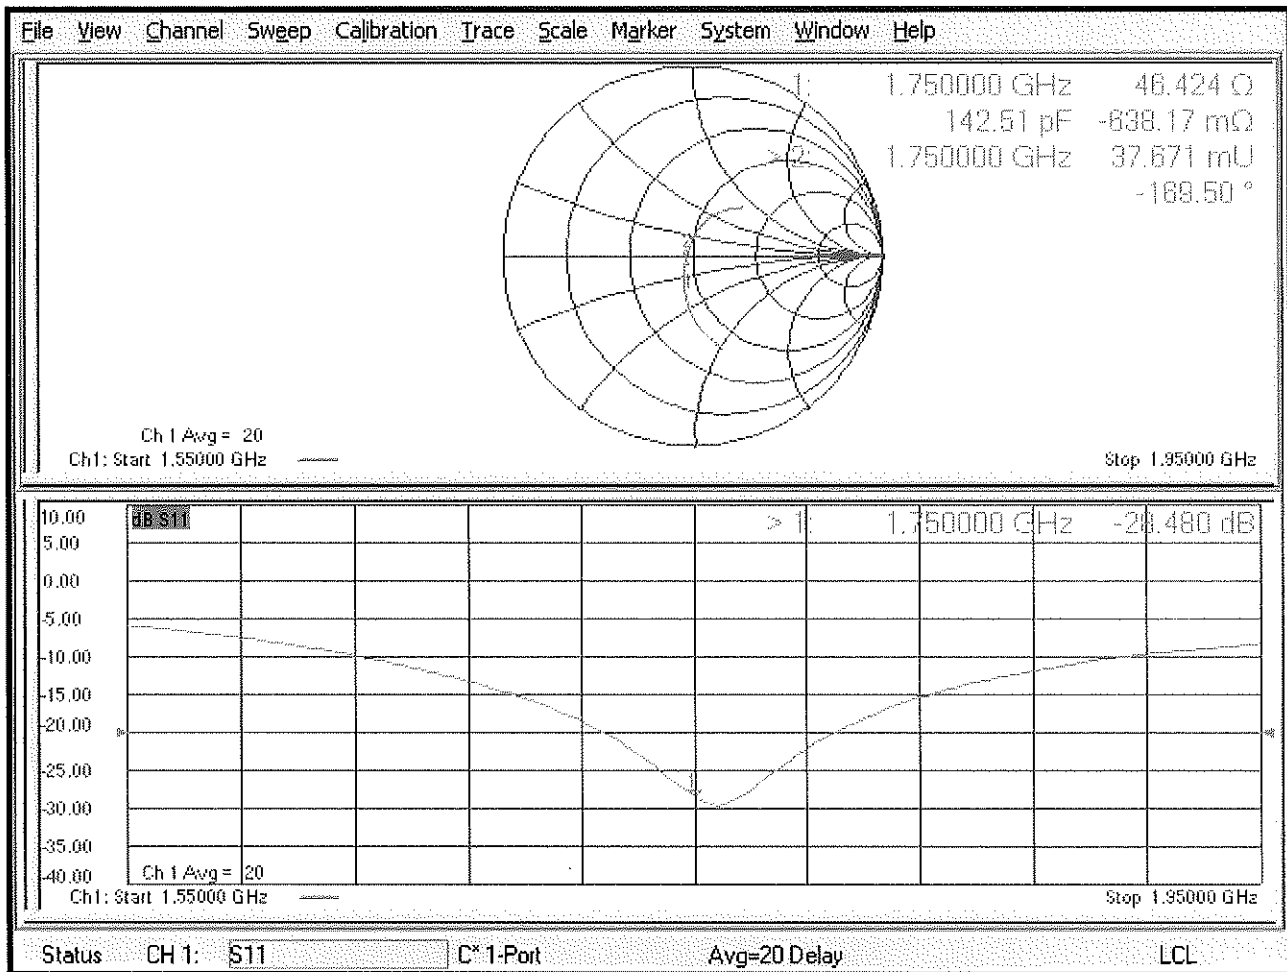 File View Channel Sweep Calibration Trace Scale Marker System Window Help
1: 1.750000 GHz 46.424 Ω
142.51 pF -638.17 mΩ
> 2: 1.750000 GHz 37.671 mU
-169.50 °
Ch 1 Avg = 20
Ch1: Start 1.55000 GHz
Stop 1.95000 GHz
10.00
dB S11
> 1: 1.750000 GHz -28.480 dB
5.00
0.00
-5.00
-10.00
-15.00
-20.00
-25.00
1
-30.00
-35.00
-40.00
Ch 1 Avg = 20
Ch1: Start 1.55000 GHz
Stop 1.95000 GHz
Status CH 1: S11 C* 1-Port Avg=20 Delay LCL